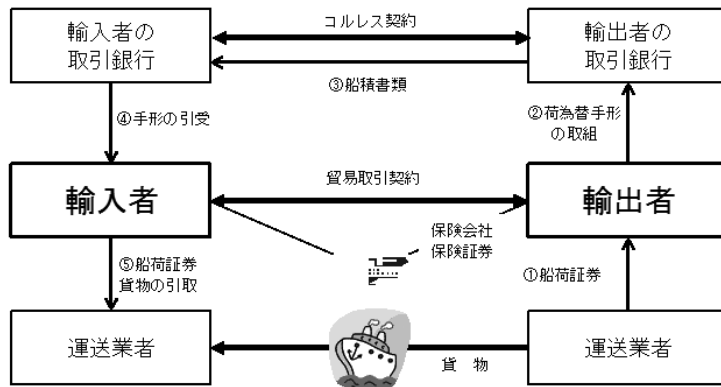 輸入者の
取引銀行
コルレス契約
輸出者の
取引銀行
③船積書類
④手形の引受
②荷為替手形
の取組
輸入者
貿易取引契約
輸出者
保険会社
保険証券
⑤船荷証券
貨物の引取
①船荷証券
運送業者
貨 物
運送業者